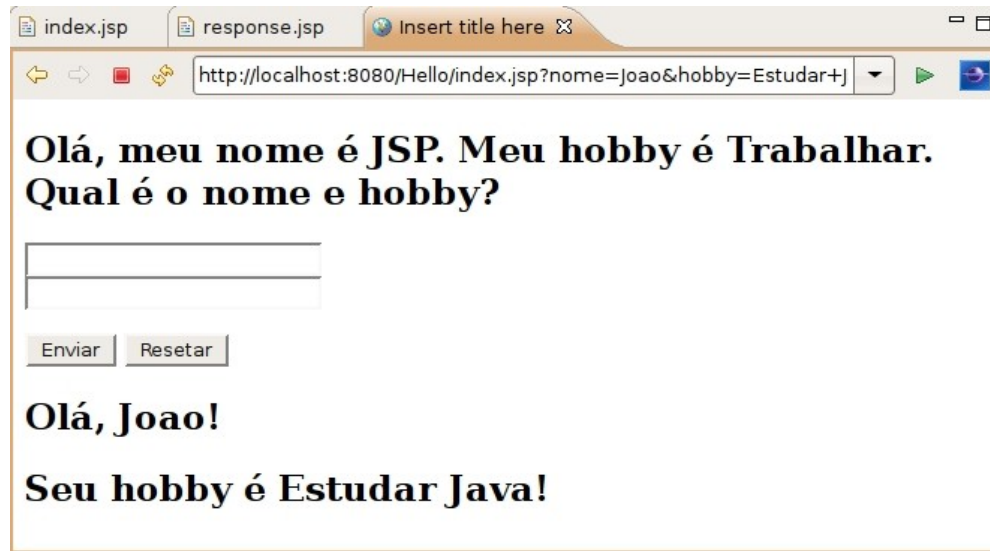 index.jsp response.jsp Insert title here
http://localhost:8080/Hello/index.jsp?nome=Joao&hobby=Estudar+J
Olá, meu nome é JSP. Meu hobby é Trabalhar.
Qual é o nome e hobby?
Enviar Resetar
Olá, Joao!
Seu hobby é Estudar Java!